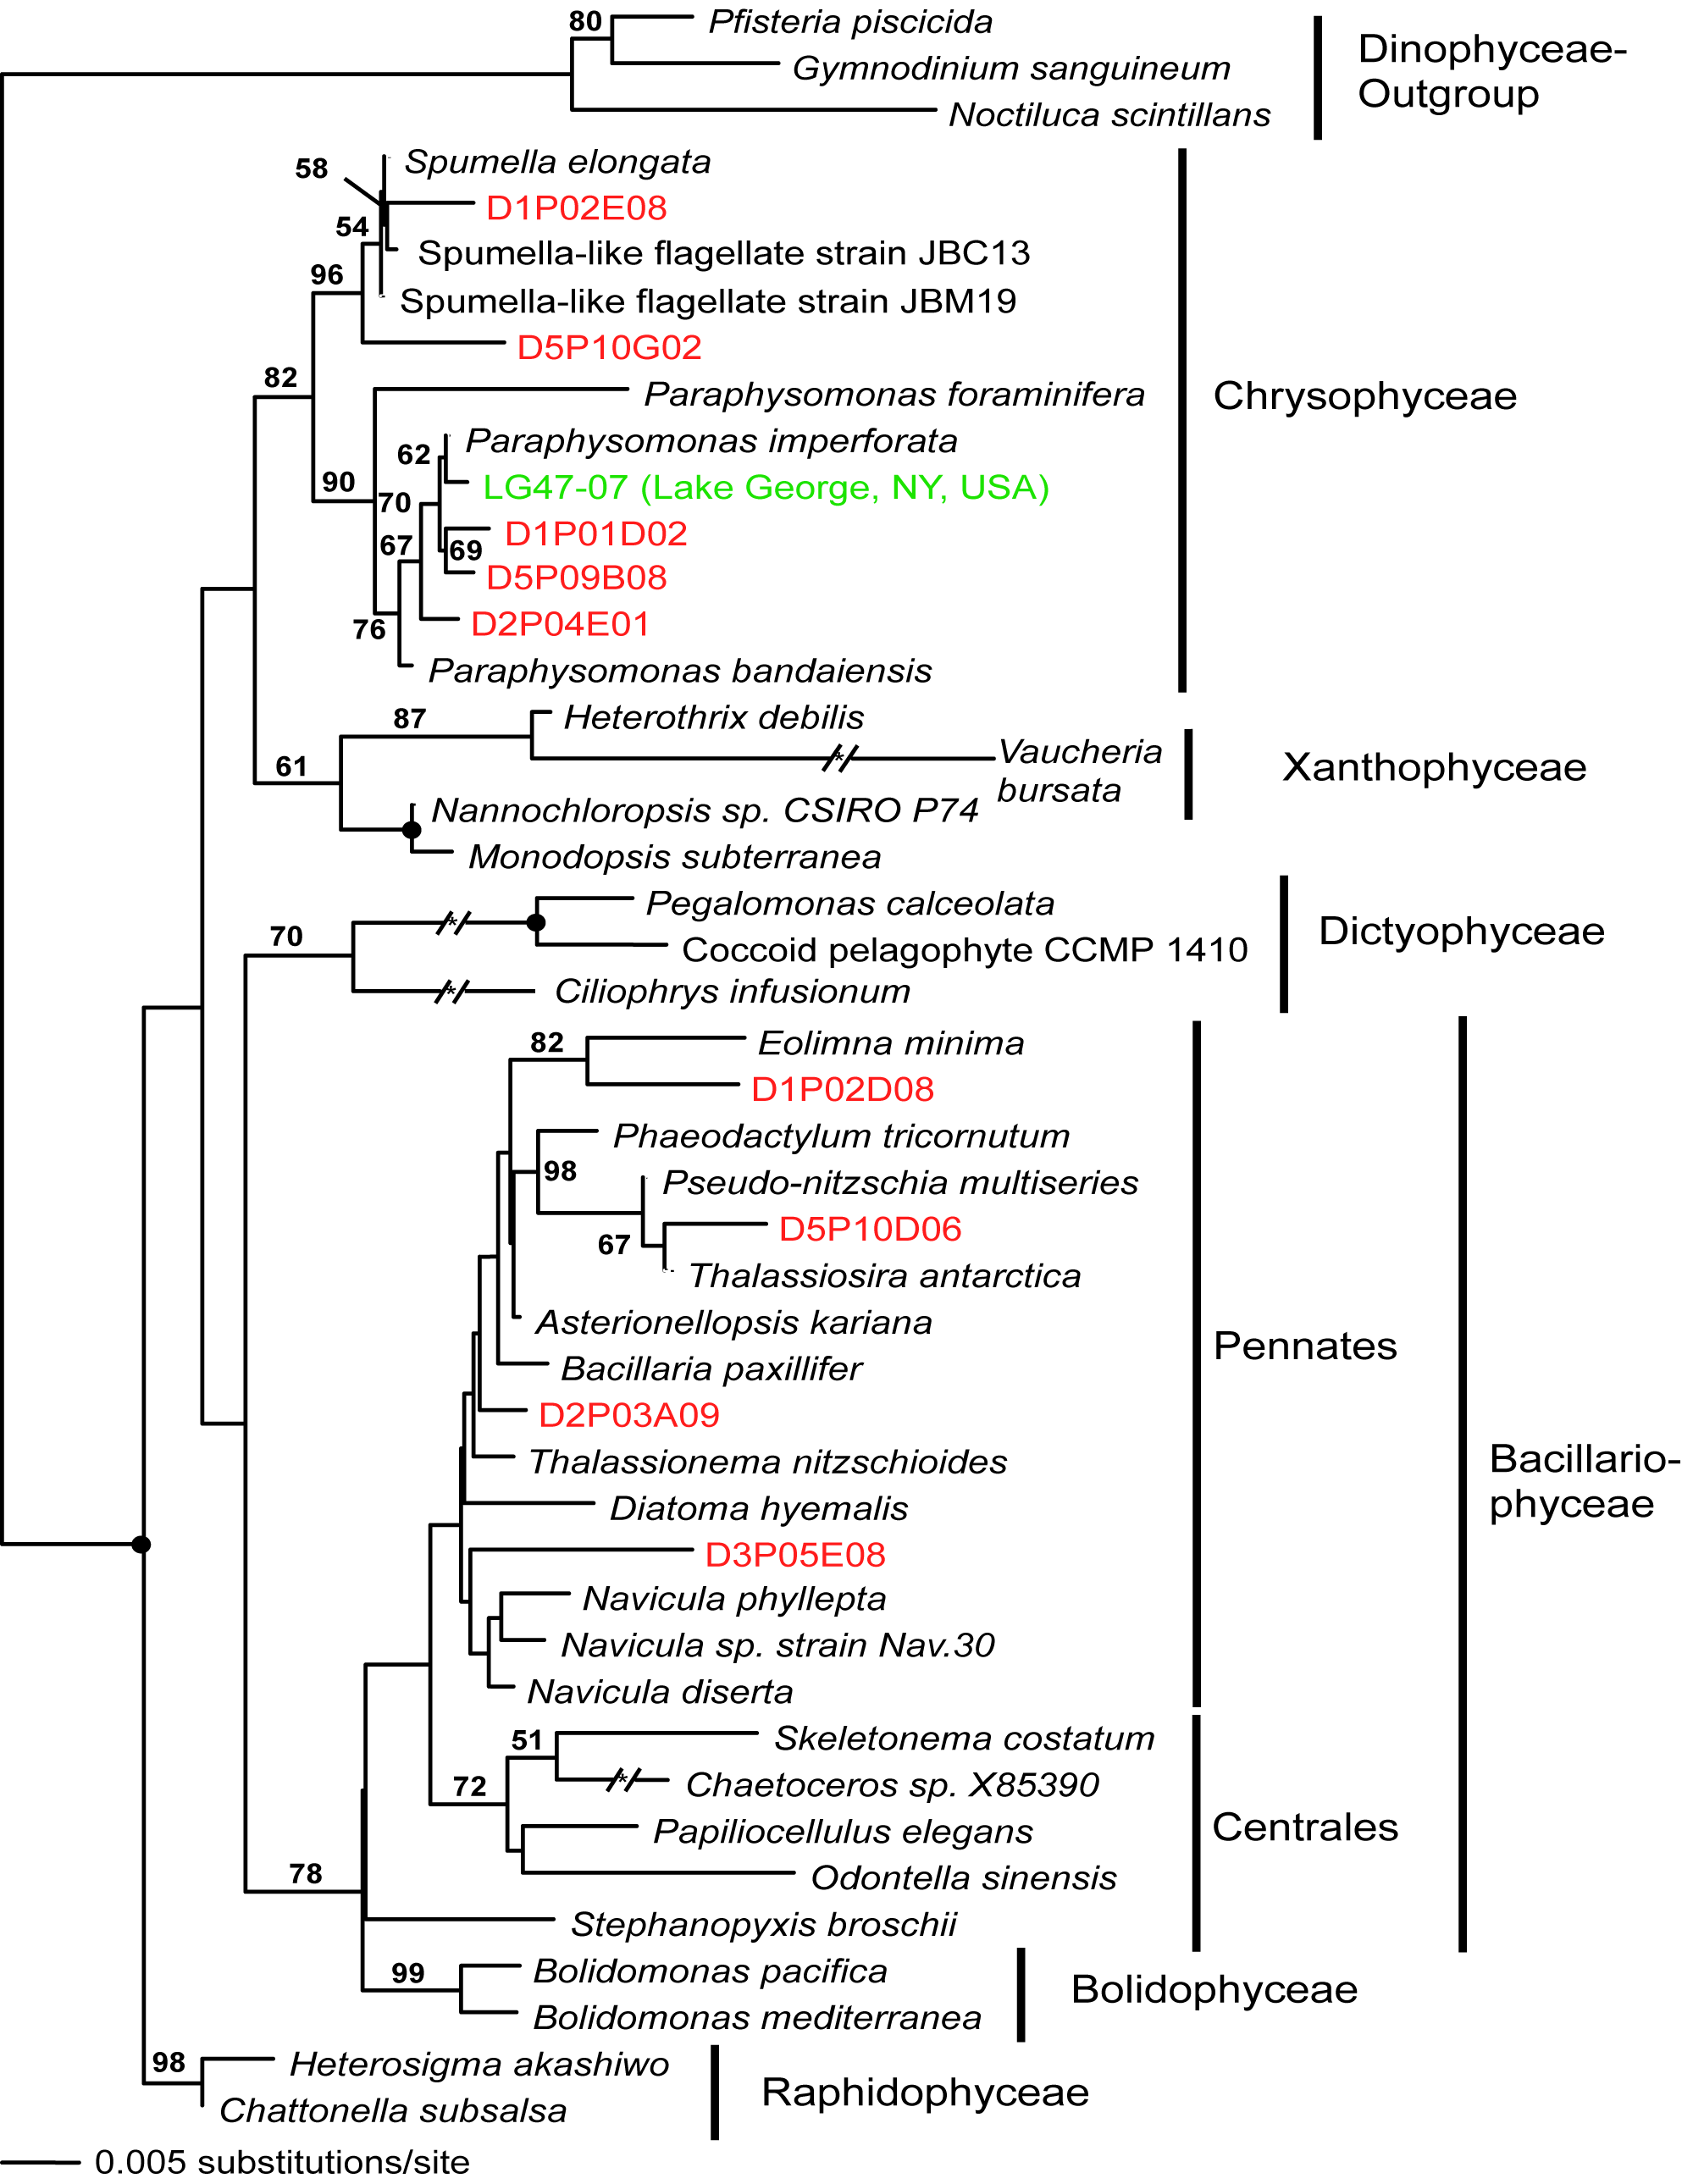 80
Pfisteria piscicida
Gymnodinium sanguineum
Noctiluca scintillans
Dinophyceae-
Outgroup
58
Spumella elongata
D1P02E08
54
Spumella-like flagellate strain JBC13
96
Spumella-like flagellate strain JBM19
D5P10G02
82
Paraphysomonas foraminifera
Chrysophyceae
Paraphysomonas imperforata
62
90
LG47-07 (Lake George, NY, USA)
70
D1P01D02
67
69
D5P09B08
D2P04E01
76
Paraphysomonas bandaiensis
87
Heterothrix debilis
61
Vaucheria
bursata
Xanthophyceae
Nannochloropsis sp. CSIRO P74
Monodopsis subterranea
*
*
Pegalomonas calceolata
70
Coccoid pelagophyte CCMP 1410
Dictyophyceae
*
Ciliophrys infusionum
82
Eolimna minima
D1P02D08
Phaeodactylum tricornutum
98
Pseudo-nitzschia multiseries
D5P10D06
67
Thalassiosira antarctica
Asterionellopsis kariana
Pennates
Bacillaria paxillifer
D2P03A09
Thalassionema nitzschioides
Bacillario-
phyceae
Diatoma hyemalis
D3P05E08
Navicula phyllepta
Navicula sp. strain Nav.30
Navicula diserta
51
Skeletonema costatum
72
*
Chaetoceros sp. X85390
Papiliocellulus elegans
Centrales
78
Odontella sinensis
Stephanopyxis broschii
99
Bolidomonas pacifica
Bolidophyceae
Bolidomonas mediterranea
98
Heterosigma akashiwo
Raphidophyceae
Chattonella subsalsa
0.005 substitutions/site